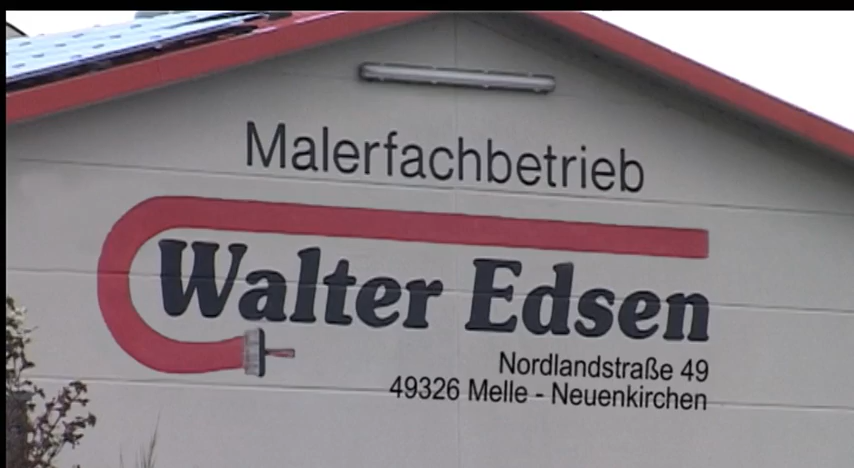 Malerfachbetrieb
Walter Edsen
Nordlandstraße 49
49326 Melle - Neuenkirchen